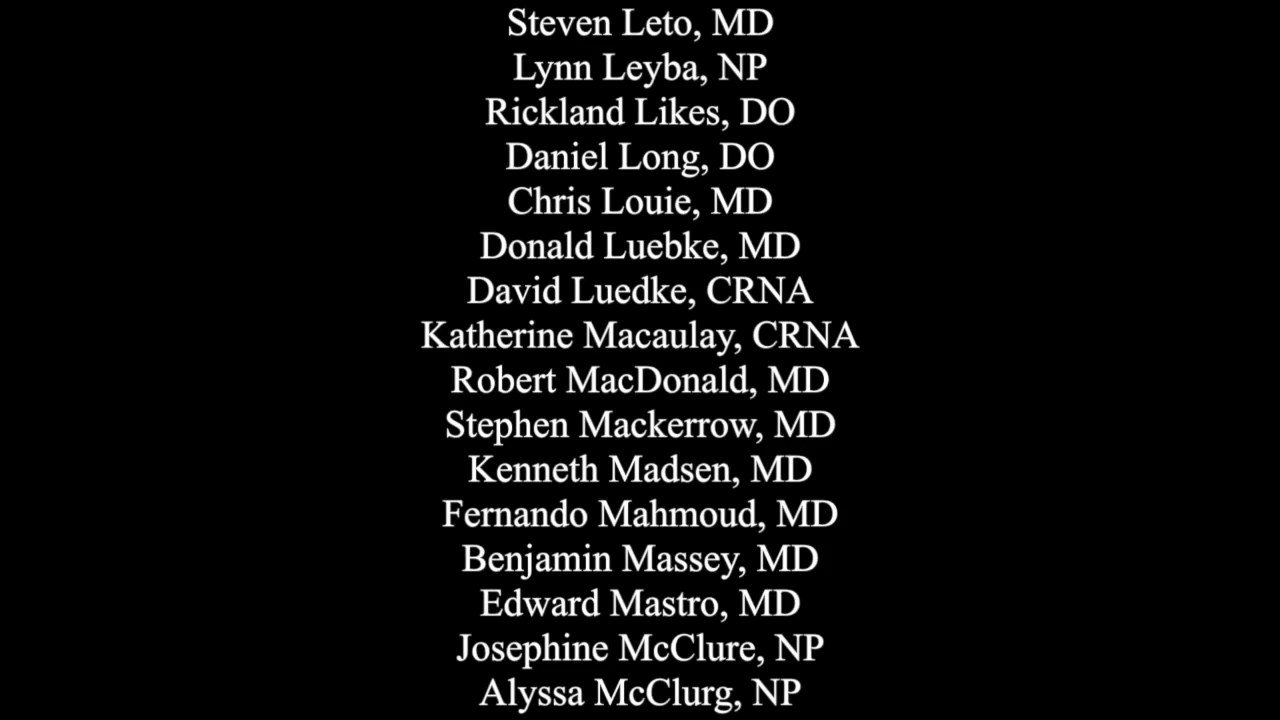 Steven Leto, MD
Lynn Leyba, NP
Rickland Likes, DO
Daniel Long, DO
Chris Louie, MD
Donald Luebke, MD
David Luedke, CRNA
Katherine Macaulay, CRNA
Robert MacDonald, MD
Stephen Mackerrow, MD
Kenneth Madsen, MD
Fernando Mahmoud, MD
Benjamin Massey, MD
Edward Mastro, MD
Josephine McClure, NP
Alyssa McClurg, NP